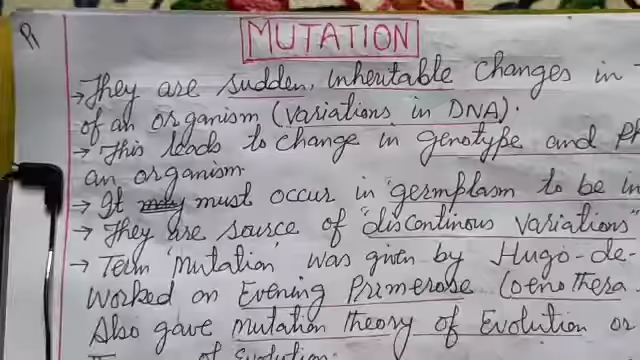 MUTATION
→ They are sudden, inheritable changes in
of an organism (variations in DNA).
→ This leads to change in genotype and Ph
an organism.
→ It must occur in "germplasm to be in
→ They are source of "discontinous variations"
→ Term 'mutation' was given by Hugo-de-
worked on Evening Primerose (oenothera
Also gave mutation theory of Evolution or
of Evolution.